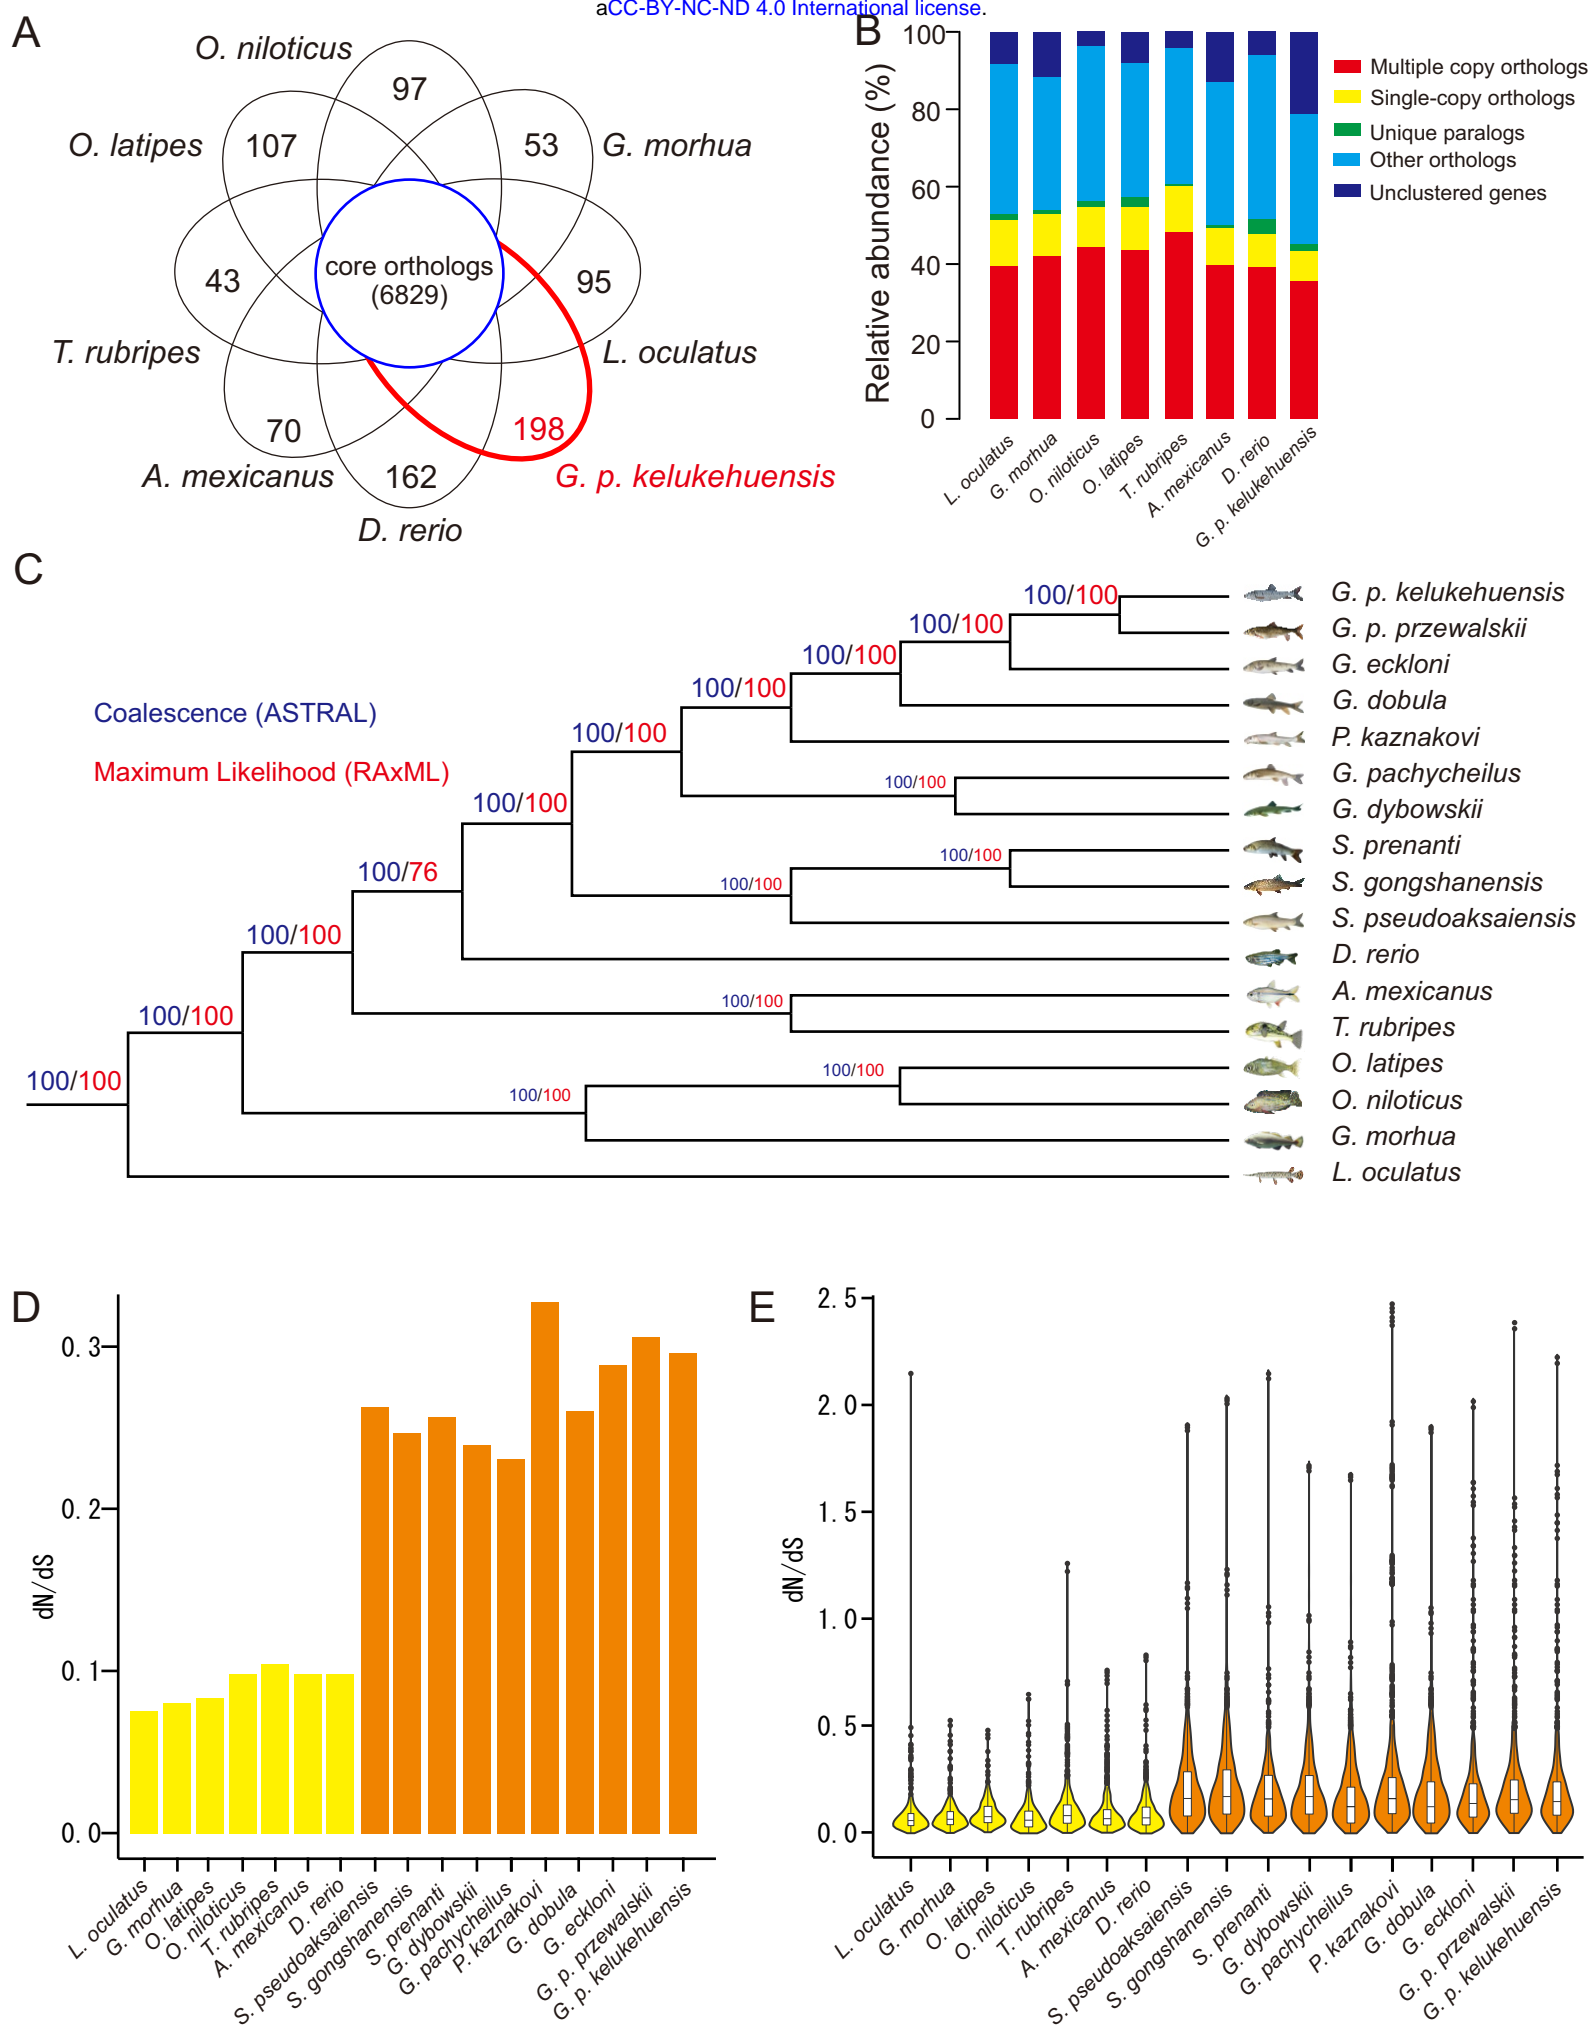 aCC-BY-NC-ND 4.0 International license.
A
O. niloticus
97
O. latipes
107
53
G. morhua
43
core orthologs
(6829)
95
T. rubripes
L. oculatus
70
198
A. mexicanus
162
G. p. kelukehuensis
D. rerio
B
Relative abundance (%)
100
80
60
40
20
0
Multiple copy orthologs
Single-copy orthologs
Unique paralogs
Other orthologs
Unclustered genes
L. oculatus
G. morhua
O. niloticus
O. latipes
T. rubripes
A. mexicanus
D. rerio
G. p. kelukehuensis
C
Coalescence (ASTRAL)
Maximum Likelihood (RAxML)
100/100
100/100
100/100
100/100
100/100
100/100
100/100
100/100
100/100
100/76
100/100
100/100
100/100
100/100
100/100
100/100
G. p. kelukehuensis
G. p. przewalskii
G. eckloni
G. dobula
P. kaznakovi
G. pachycheilus
G. dybowskii
S. prenanti
S. gongshanensis
S. pseudoaksaiensis
D. rerio
A. mexicanus
T. rubripes
O. latipes
O. niloticus
G. morhua
L. oculatus
D
dN/dS
0.3
0.2
0.1
0.0
L. oculatus
G. morhua
O. latipes
O. niloticus
T. rubripes
A. mexicanus
D. rerio
S. pseudoaksaiensis
S. gongshanensis
S. prenanti
G. dybowskii
G. pachycheilus
P. kaznakovi
G. dobula
G. eckloni
G. p. przewalskii
G. p. kelukehuensis
E
dN/dS
2.5
2.0
1.5
1.0
0.5
0.0
L. oculatus
G. morhua
O. latipes
O. niloticus
T. rubripes
A. mexicanus
D. rerio
S. pseudoaksaiensis
S. gongshanensis
S. prenanti
G. dybowskii
G. pachycheilus
P. kaznakovi
G. dobula
G. eckloni
G. p. przewalskii
G. p. kelukehuensis